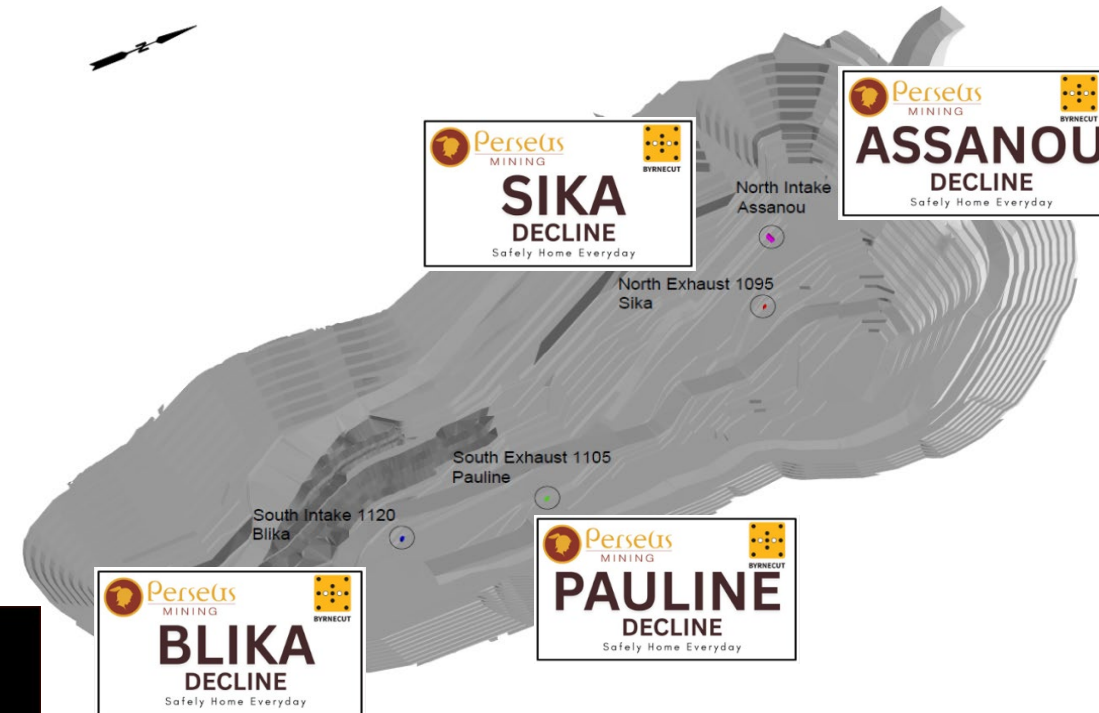 N
Perseus
MINING
BYRNECUT
SIKA
DECLINE
Safely Home Everyday
Perseus
MINING
BYRNECUT
ASSANOU
DECLINE
Safely Home Everyday
North Intake
Assanou
North Exhaust 1095
Sika
South Exhaust 1105
Pauline
South Intake 1120
Blika
Perseus
MINING
BYRNECUT
PAULINE
DECLINE
Safely Home Everyday
Perseus
MINING
BYRNECUT
BLIKA
DECLINE
Safely Home Everyday